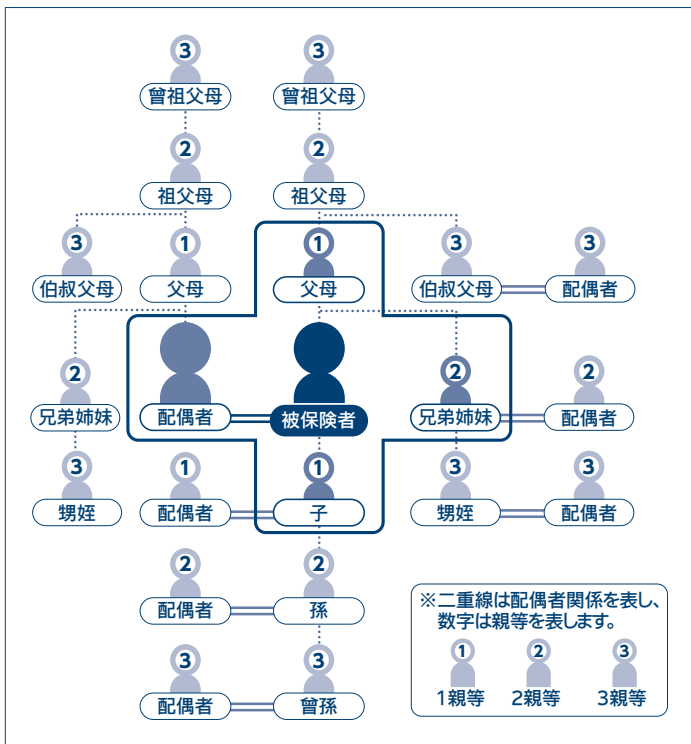 3 3
曾祖父母 曾祖父母
2 2
祖父母 祖父母
3 1 1 3 3
伯叔父母 父母 父母 伯叔父母 配偶者
2 2 2
兄弟姉妹 配偶者 被保険者 兄弟姉妹 配偶者
3 1 1 3 3
甥姪 配偶者 子 甥姪 配偶者
2 2
配偶者 孫
3 3
配偶者 曾孫
※二重線は配偶者関係を表し、
数字は親等を表します。
1 2 3
1親等 2親等 3親等